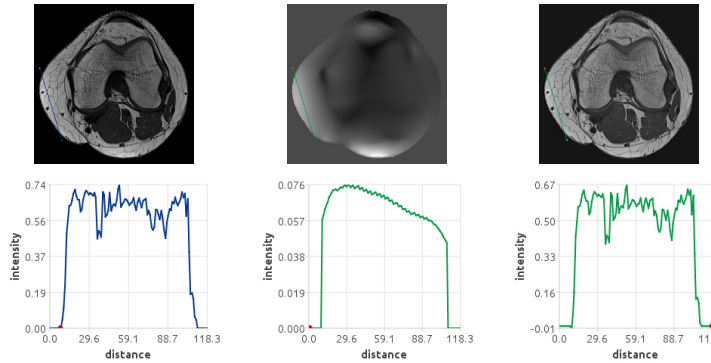 0.74
0.56
0.37
0.19
0.00
0.0 29.6 59.1 88.7 118.3
intensity
distance
0.076
0.057
0.038
0.019
0.000
0.0 29.6 59.1 88.7 118.3
intensity
distance
0.67
0.50
0.33
0.16
-0.01
0.0 29.6 59.1 88.7 11
intensity
distance